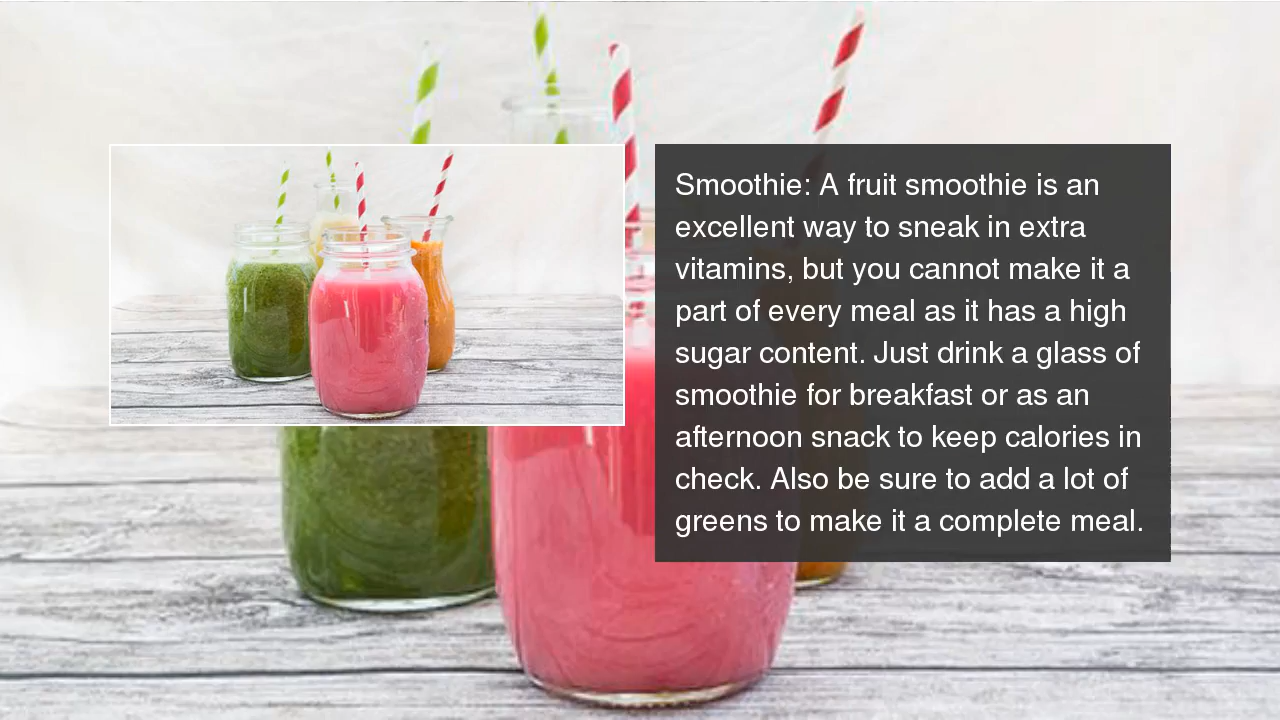 Smoothie: A fruit smoothie is an
excellent way to sneak in extra
vitamins, but you cannot make it a
part of every meal as it has a high
sugar content. Just drink a glass of
smoothie for breakfast or as an
afternoon snack to keep calories in
check. Also be sure to add a lot of
greens to make it a complete meal.